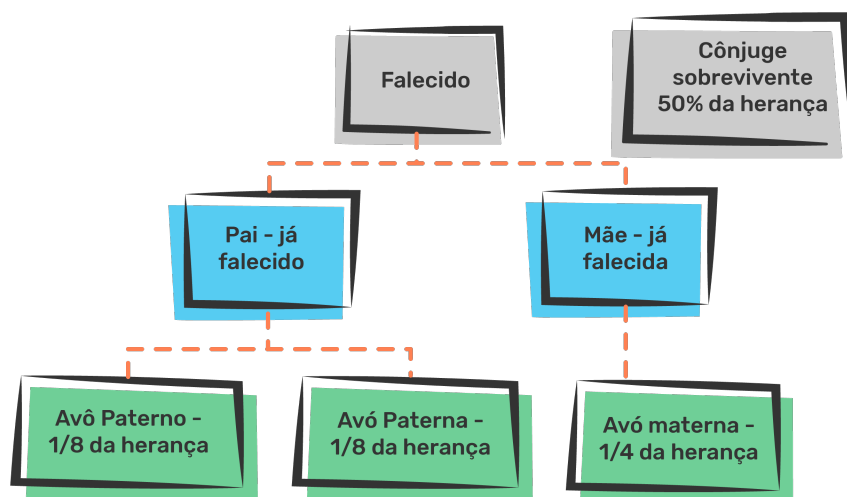 Falecido
Cônjuge
sobrevivente
50% da herança
Pai - já
falecido
Mãe - já
falecida
Avô Paterno -
1/8 da herança
Avó Paterna -
1/8 da herança
Avó materna -
1/4 da herança